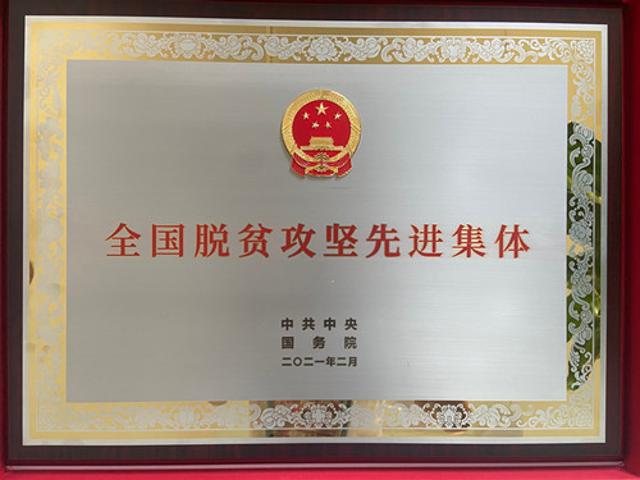 全国脱贫攻坚先进集体
中共中央
国务院
二〇二一年二月